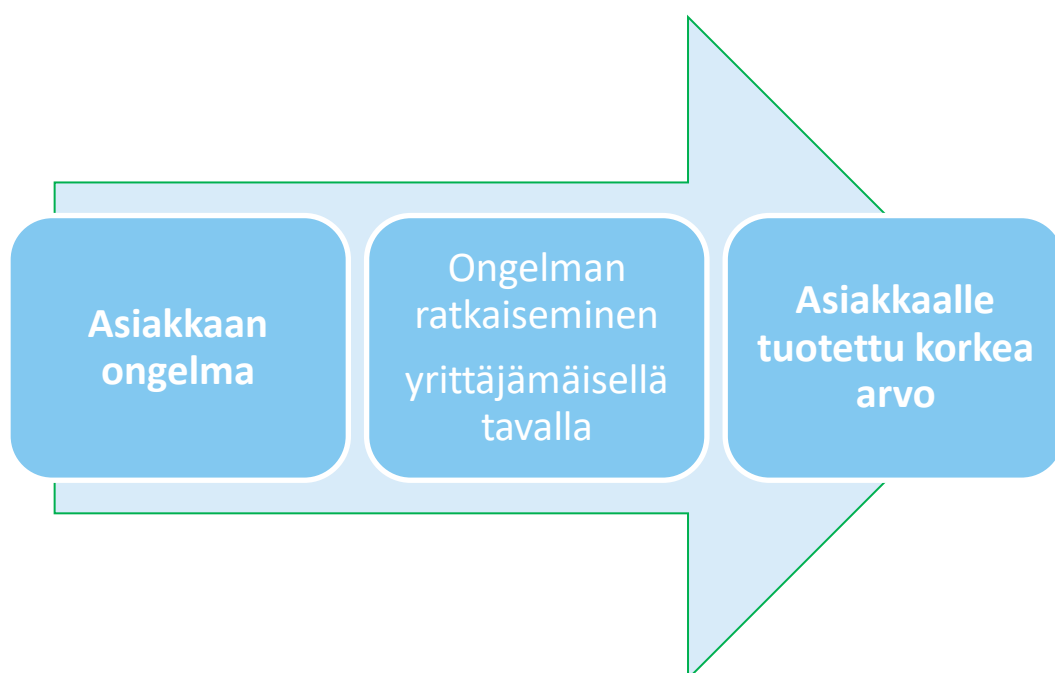 Asiakkaan
ongelma
Ongelman
ratkaiseminen
yrittäjämäisellä
tavalla
Asiakkaalle
tuotettu korkea
arvo